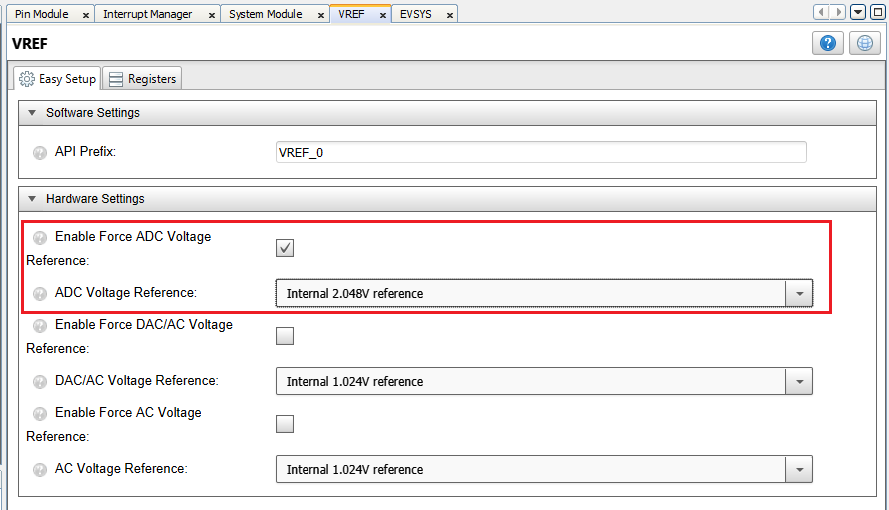 Pin Module x Interrupt Manager x System Module x VREF x EVSYS x
VREF
?
Easy Setup Registers
Software Settings
? API Prefix: VREF_0
Hardware Settings
? Enable Force ADC Voltage
Reference:
? ADC Voltage Reference: Internal 2.048V reference
? Enable Force DAC/AC Voltage
Reference:
? DAC/AC Voltage Reference: Internal 1.024V reference
? Enable Force AC Voltage
Reference:
? AC Voltage Reference: Internal 1.024V reference